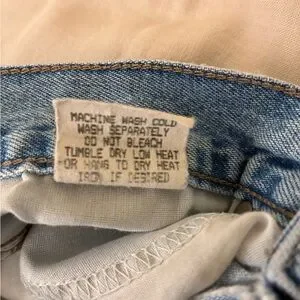 MACHINE WASH COLD
WASH SEPARATELY
DO NOT BLEACH
TUMBLE DRY LOW HEAT
OR HANG TO DRY HEAT
IRON IF DESIRED